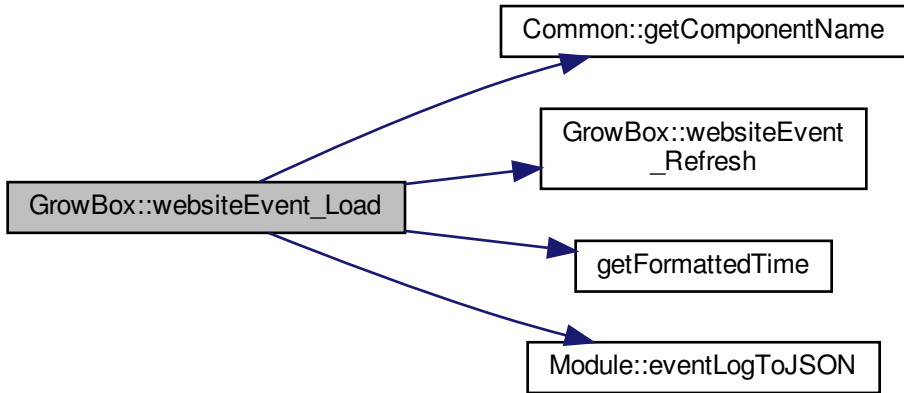 Common::getComponentName
GrowBox::websiteEvent
_Refresh
GrowBox::websiteEvent_Load
getFormattedTime
Module::eventLogToJSON